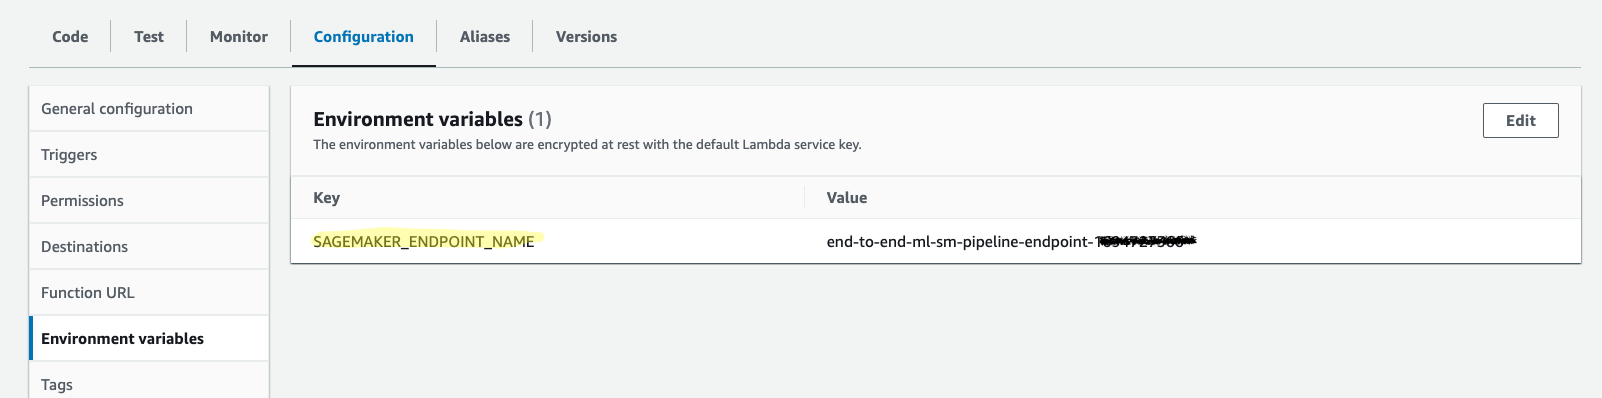 Code Test Monitor Configuration Aliases Versions
General configuration
Triggers
Permissions
Destinations
Function URL
Environment variables
Tags
Environment variables (1)
Edit
The environment variables below are encrypted at rest with the default Lambda service key.
Key Value
SAGEMAKER_ENDPOINT_NAME end-to-end-ml-sm-pipeline-endpoint-